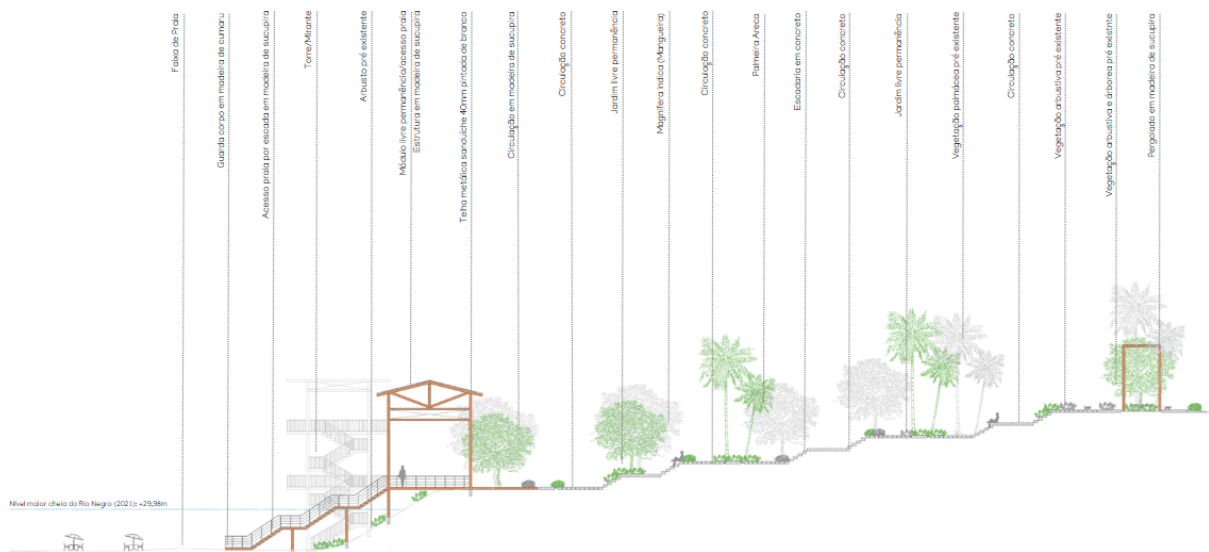 Faixa de Praia
Guarda corpo em madeira de cumaru
Acesso praia por escada em madeira de sucupira
Torre/Mirante
Arbusto pré existente
Módulo livre permanência/acesso praia
Estrutura em madeira de sucupira
Telha metálica sanduíche 40mm pintada de branco
Circulação em madeira de sucupira
Circulação concreto
Jardim livre permanência
Magnífera Indica (Mangueira)
Circulação concreto
Palmeira Areca
Escadaria em concreto
Circulação concreto
Jardim livre permanência
Vegetação palmácea pré existente
Circulação concreto
Vegetação arbustiva pré existente
Vegetação arbustiva e árborea pré existnte
Pergolado em madeira de sucupira
Nível maior cheia do Rio Negro (2021): +29,98m